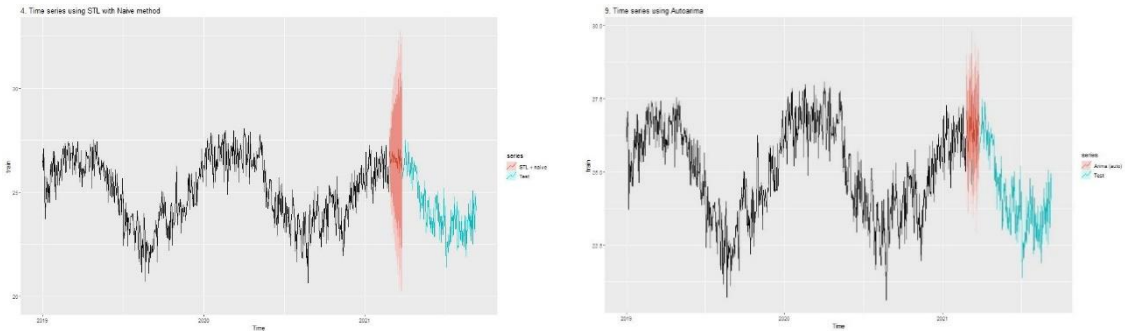 4. Time series using STL with Naive method
30
25
20
train
2019
2020
2021
Time
series
STL + Naive
Test
9. Time series using Autoarima
30.0
27.5
25.0
22.5
train
2019
2020
2021
Time
series
Arima (auto)
Test